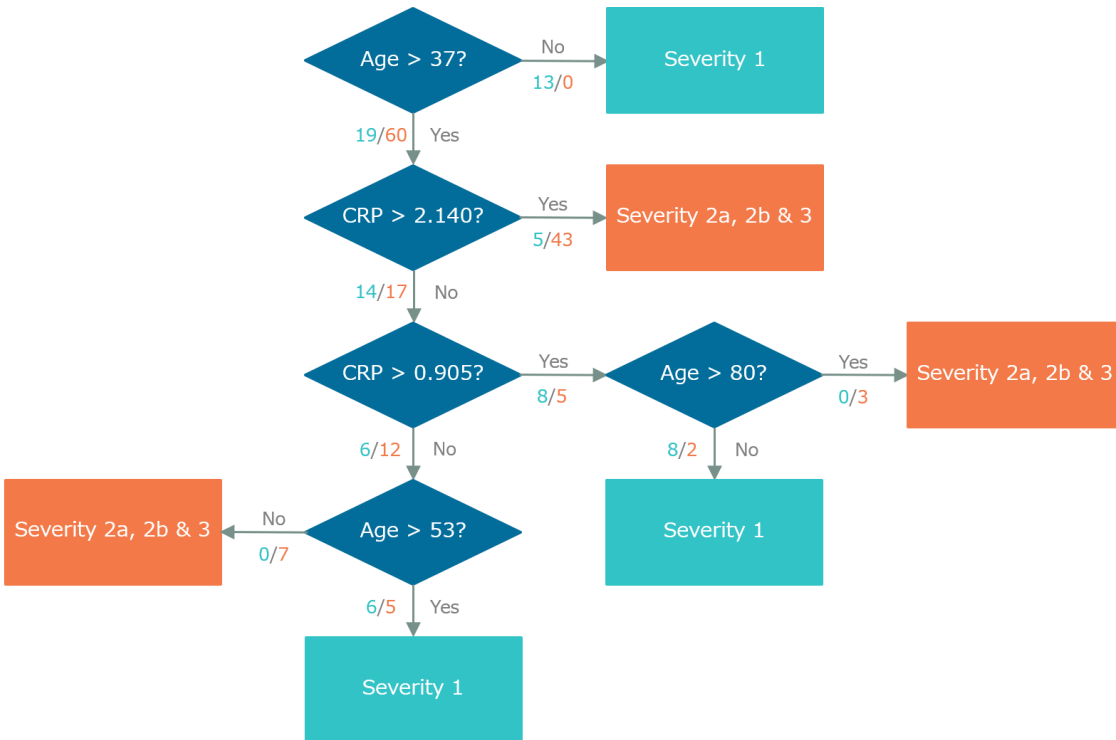 Age > 37?
No
13/0
Severity 1
19/60
Yes
CRP > 2.140?
Yes
5/43
Severity 2a, 2b & 3
14/17
No
CRP > 0.905?
Yes
8/5
Age > 80?
Yes
0/3
Severity 2a, 2b & 3
6/12
No
8/2
No
Severity 2a, 2b & 3
No
0/7
Age > 53?
Severity 1
6/5
Yes
Severity 1